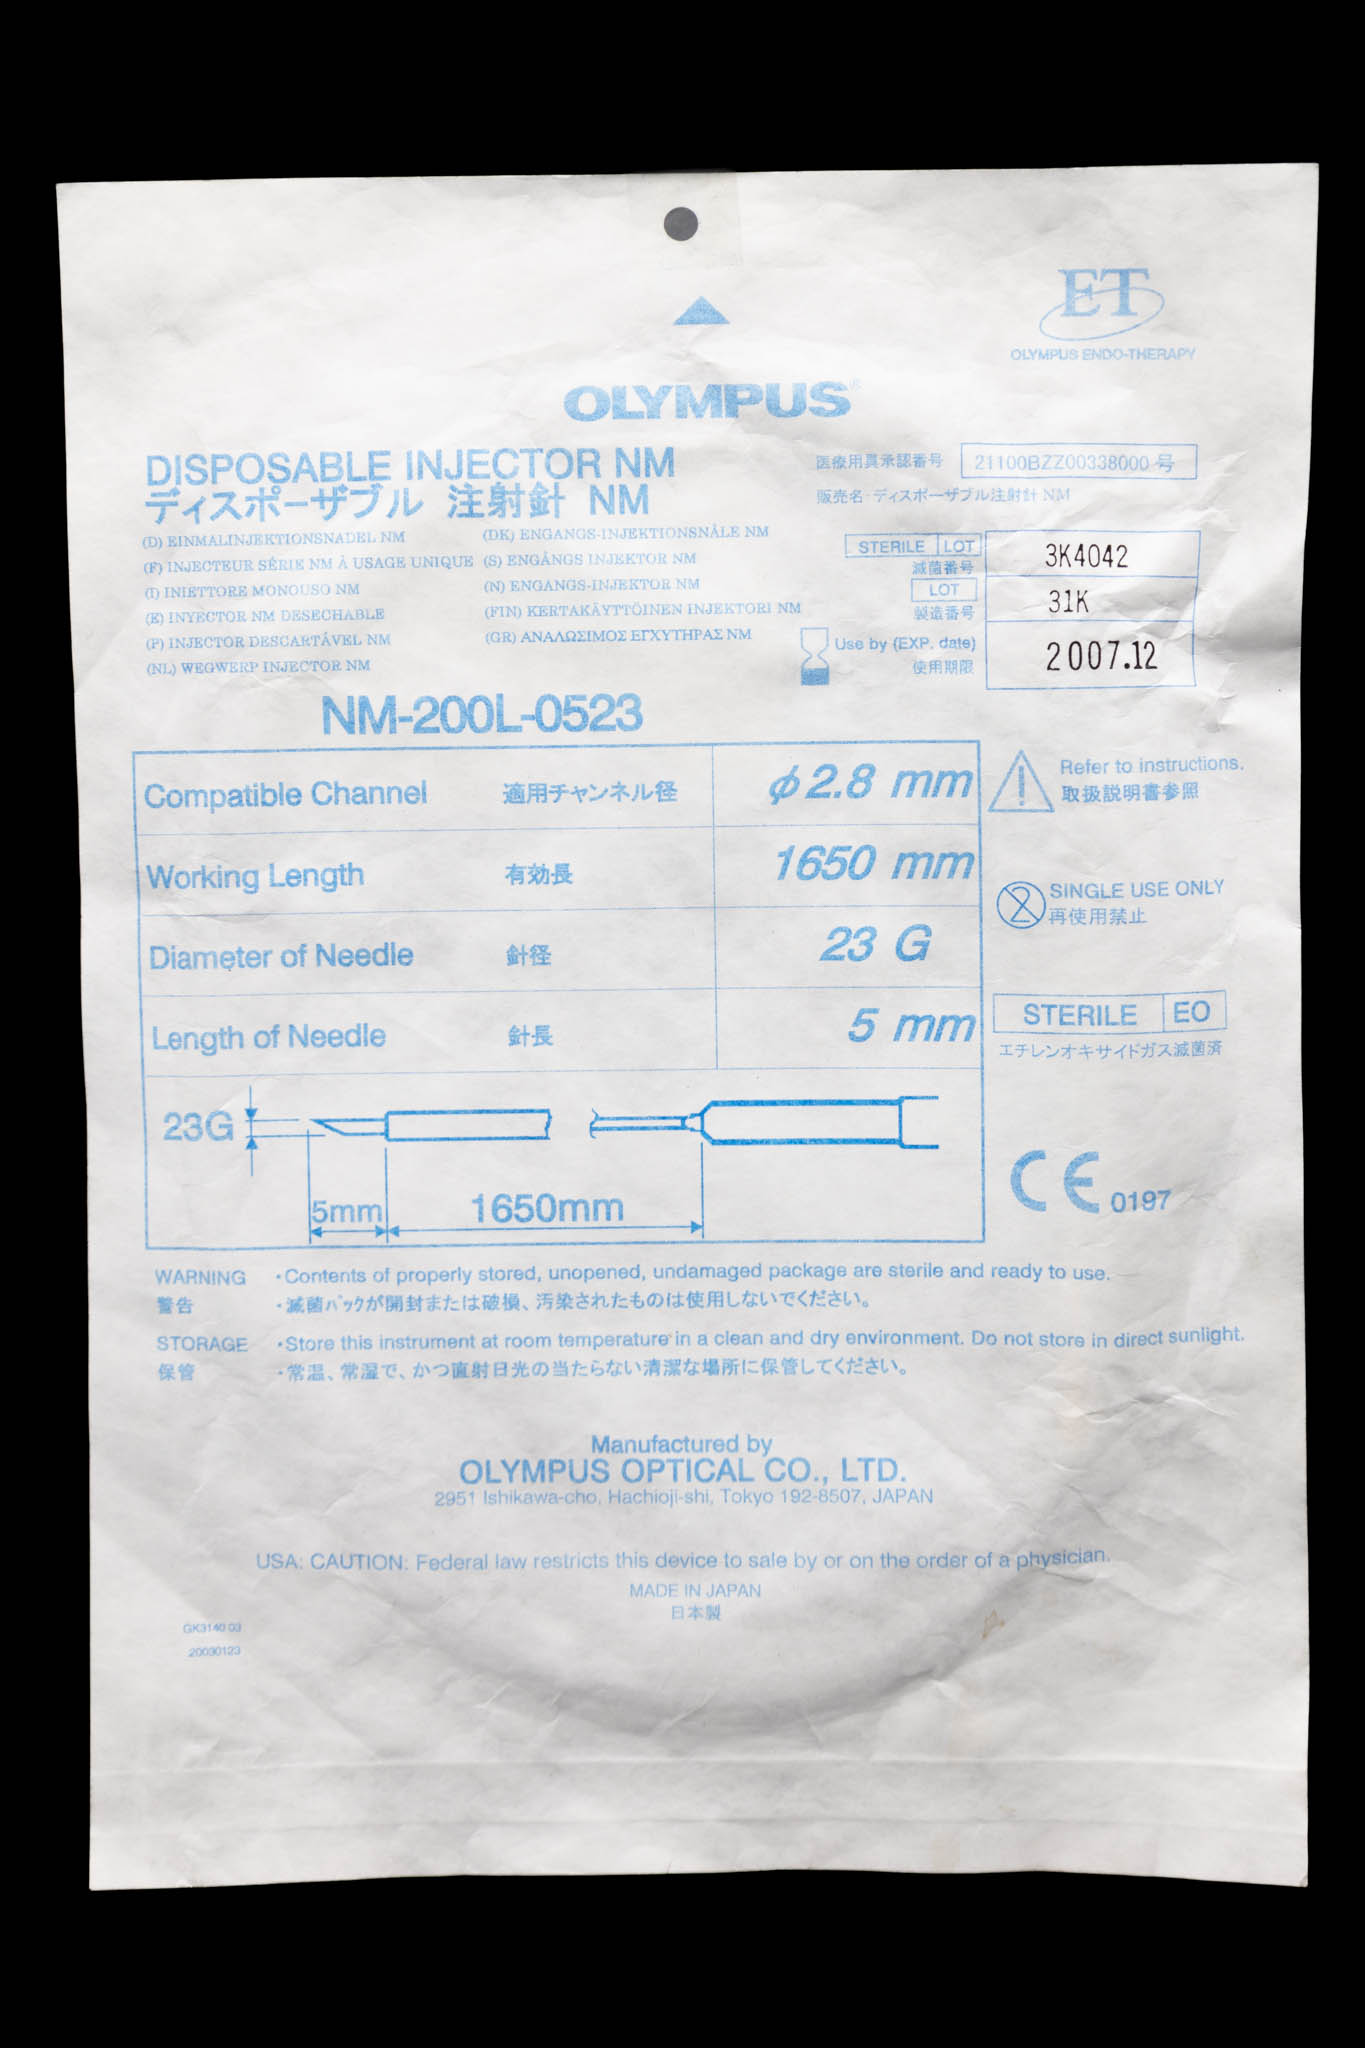 ET
OLYMPUS ENDO-THERAPY
OLYMPUS®
DISPOSABLE INJECTOR NM
ディスポーザブル 注射針 NM
医療用具承認番号 21100BZZ00338000 号
販売名・ディスポーザブル注射針 NM
(D) EINMALINJEKTIONSNADEL NM
(F) INJECTEUR SÉRIE NM À USAGE UNIQUE
(I) INIETTORE MONOUSO NM
(E) INYECTOR NM DESECHABLE
(P) INJECTOR DESCARTÁVEL NM
(NL) WEGWERP INJECTOR NM
(DK) ENGANGS-INJEKTIONSNÅLE NM
(S) ENGÅNGS INJEKTOR NM
(N) ENGANGS-INJEKTOR NM
(FIN) KERTAKÄYTTÖINEN INJEKTORI NM
(GR) ΑΝΑΛΩΣΙΜΟΣ ΕΓΧΥΤΗΡΑΣ NM
STERILE LOT 3K4042
滅菌番号
LOT 31K
製造番号
Use by (EXP. date) 2007.12
使用期限
NM-200L-0523
Compatible Channel 適用チャンネル径 φ2.8 mm
Working Length 有効長 1650 mm
Diameter of Needle 針径 23 G
Length of Needle 針長 5 mm
23G
5mm 1650mm
Refer to instructions.
取扱説明書参照
2 SINGLE USE ONLY
再使用禁止
STERILE EO
エチレンオキサイドガス滅菌済
CE 0197
WARNING ・Contents of properly stored, unopened, undamaged package are sterile and ready to use.
警告 ・滅菌パックが開封または破損、汚染されたものは使用しないでください。
STORAGE ・Store this instrument at room temperature in a clean and dry environment. Do not store in direct sunlight.
保管 ・常温、常湿で、かつ直射日光の当たらない清潔な場所に保管してください。
Manufactured by
OLYMPUS OPTICAL CO., LTD.
2951 Ishikawa-cho, Hachioji-shi, Tokyo 192-8507, JAPAN
USA: CAUTION: Federal law restricts this device to sale by or on the order of a physician.
MADE IN JAPAN
日本製
GK3140 03
20030123